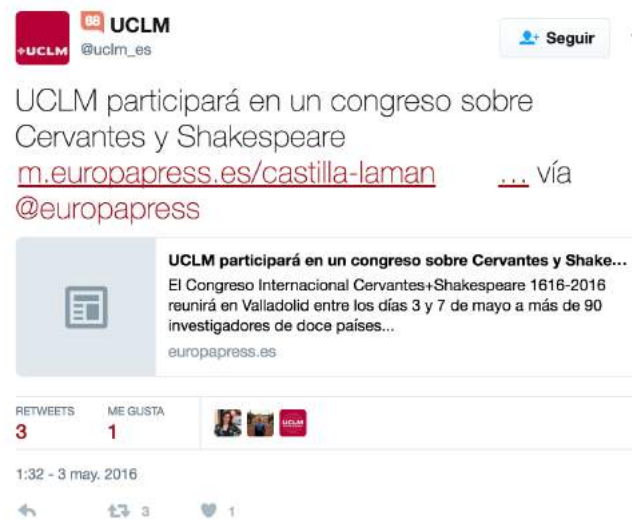 88 UCLM
+UCLM @uclm_es
Seguir
UCLM participará en un congreso sobre
Cervantes y Shakespeare
m.europapress.es/castilla-laman ... vía
@europapress
UCLM participará en un congreso sobre Cervantes y Shake...
El Congreso Internacional Cervantes+Shakespeare 1616-2016
reunirá en Valladolid entre los días 3 y 7 de mayo a más de 90
investigadores de doce países...
europapress.es
RETWEETS ME GUSTA
3 1
UCLM
1:32 - 3 may. 2016
3 1